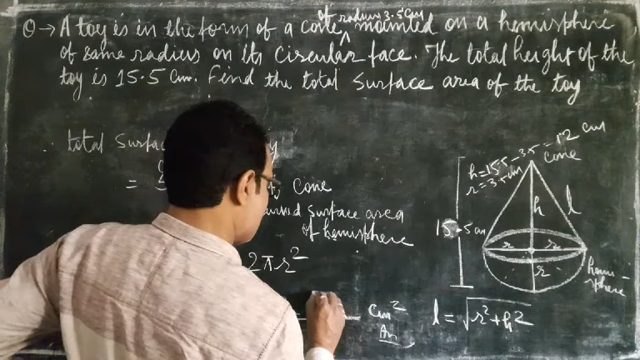 Q → A toy is in the form of a cone of radius 3.5 cm mounted on a hemisphere
of same radius on its circular face. The total height of the
toy is 15.5 cm. Find the total surface area of the toy
∴ Total Surf
=
Cone
surface area
of hemisphere
2πr²
cm²
An
h = 15.5 - 3.5 = 12 cm
r = 3.5 cm
cone
h
l
15.5 cm
r
r
r
hemi-
sphere
l = √r² + h²